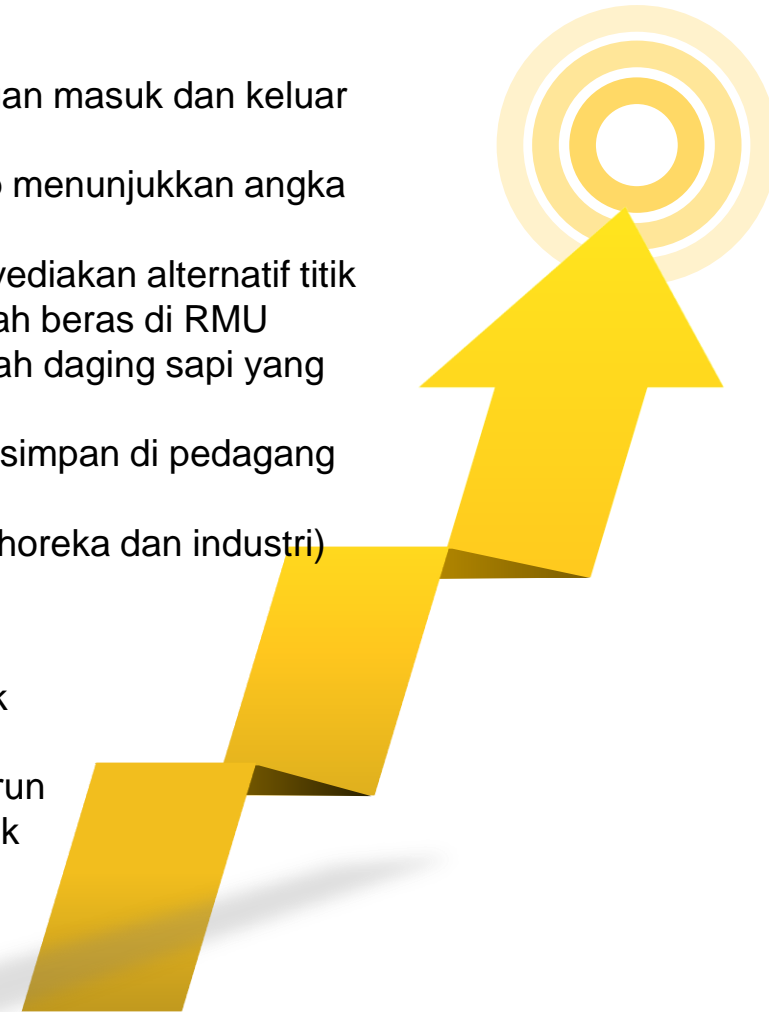 an masuk dan keluar
menunjukkan angka
yediakan alternatif titik
ah beras di RMU
ah daging sapi yang
simpan di pedagang
horeka dan industri)
k
run
k